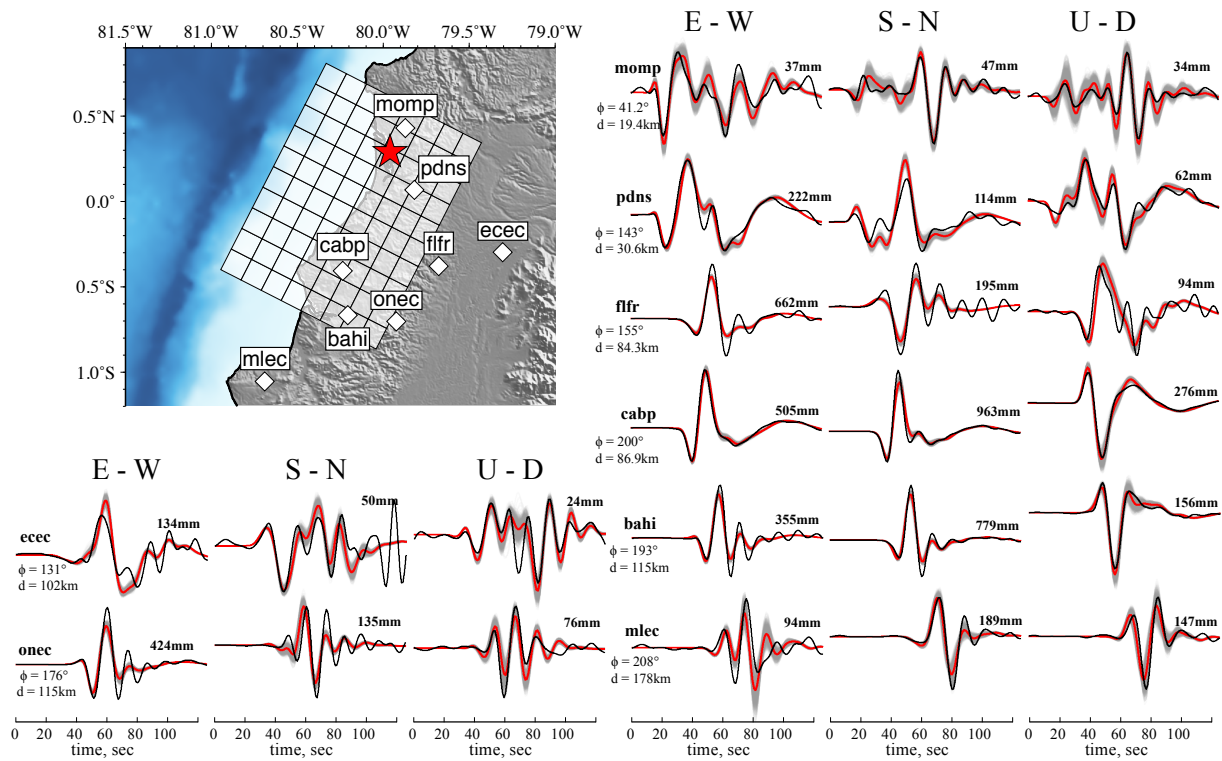 81.5°W 81.0°W 80.5°W 80.0°W 79.5°W 79.0°W
0.5°N
0.0°
0.5°S
1.0°S
momp
pdns
cabp
flfr
ecec
onec
bahi
mlec
E - W S - N U - D
momp 37mm 47mm 34mm
ϕ = 41.2°
d = 19.4km
pdns 222mm 114mm 62mm
ϕ = 143°
d = 30.6km
flfr 662mm 195mm 94mm
ϕ = 155°
d = 84.3km
cabp 505mm 963mm 276mm
ϕ = 200°
d = 86.9km
bahi 355mm 779mm 156mm
ϕ = 193°
d = 115km
mlec 94mm 189mm 147mm
ϕ = 208°
d = 178km
0 20 40 60 80 100 0 20 40 60 80 100 0 20 40 60 80 100
time, sec time, sec time, sec
E - W S - N U - D
ecec 134mm 50mm 24mm
ϕ = 131°
d = 102km
onec 424mm 135mm 76mm
ϕ = 176°
d = 115km
0 20 40 60 80 100 0 20 40 60 80 100 0 20 40 60 80 100
time, sec time, sec time, sec